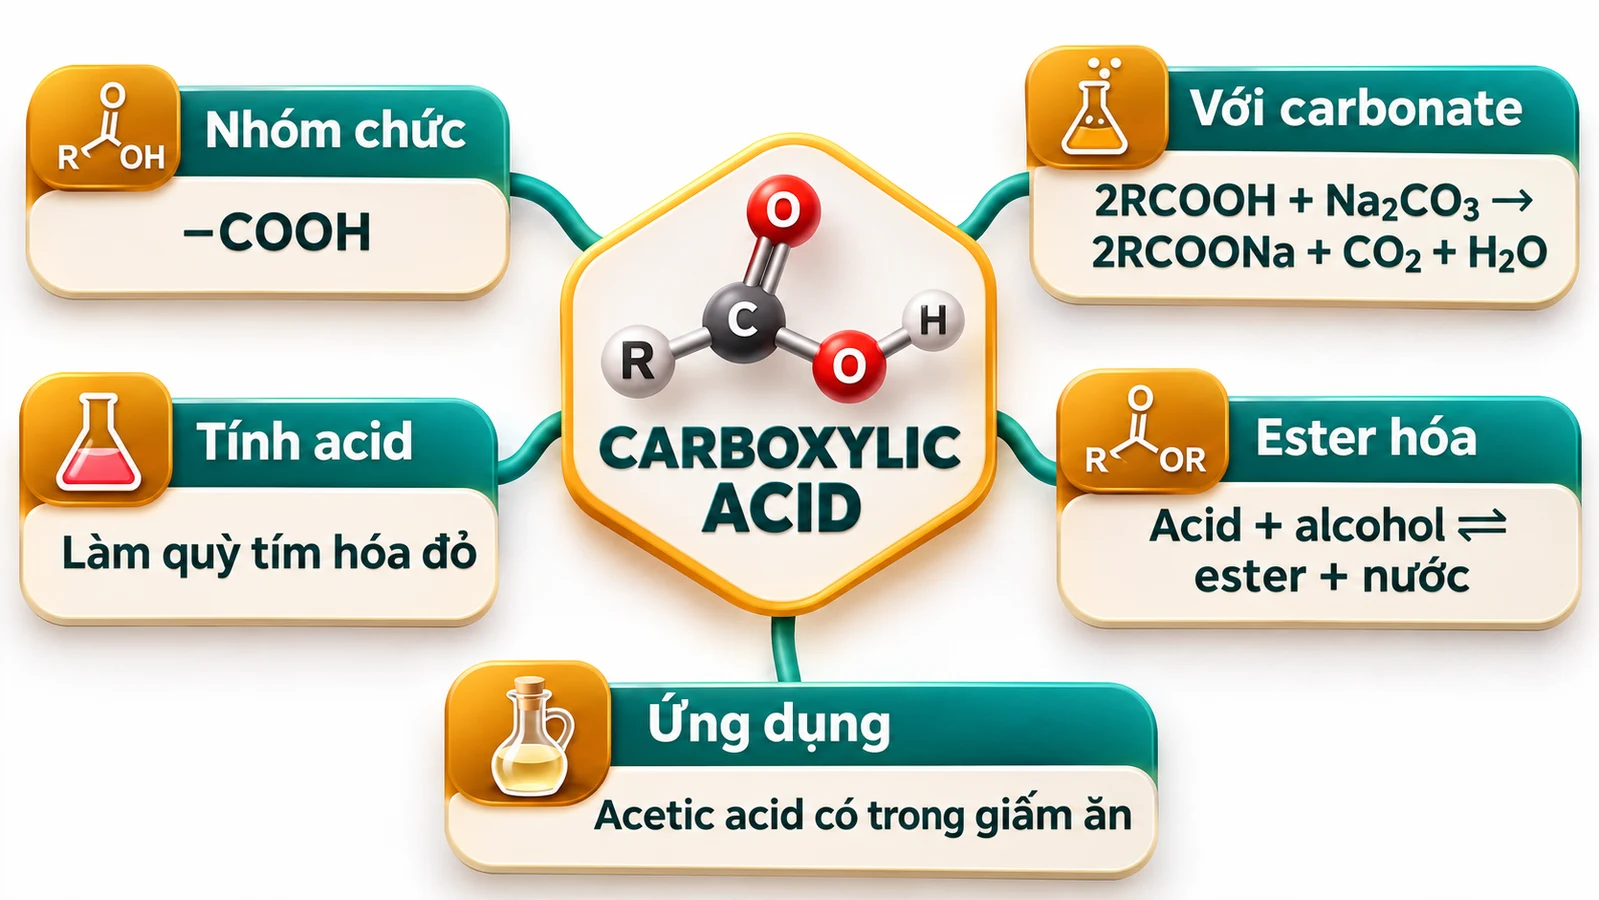 O
R
OH
Nhóm chức
–COOH
Tính acid
Làm quỳ tím hóa đỏ
O
C
R
O
H
CARBOXYLIC
ACID
Với carbonate
2RCOOH + Na₂CO₃ →
2RCOONa + CO₂ + H₂O
O
R
OR
Ester hóa
Acid + alcohol ⇌
ester + nước
Ứng dụng
Acetic acid có trong giấm ăn